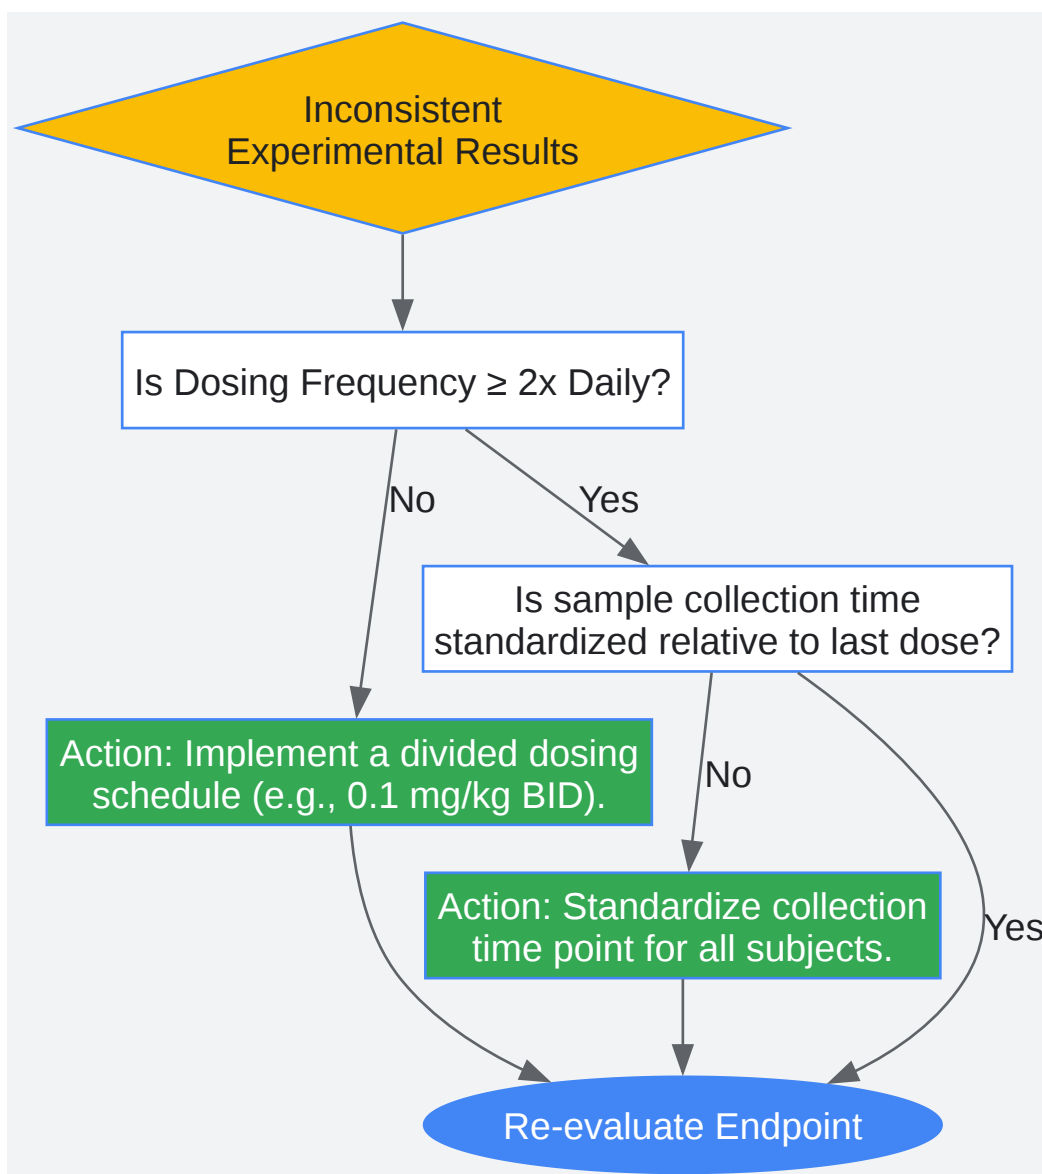 Inconsistent
Experimental Results
Is Dosing Frequency ≥ 2x Daily?
No
Yes
Is sample collection time
standardized relative to last dose?
Action: Implement a divided dosing
schedule (e.g., 0.1 mg/kg BID).
No
Action: Standardize collection
time point for all subjects.
Yes
Re-evaluate Endpoint